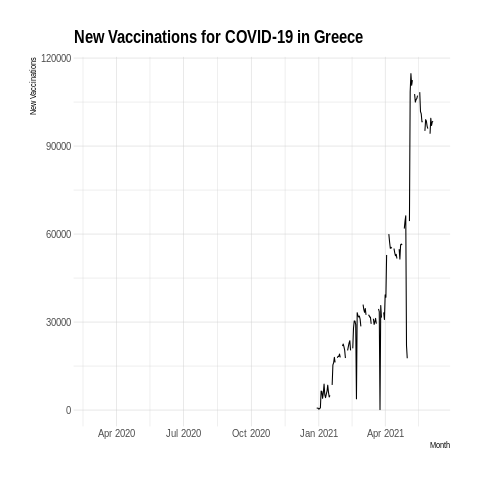 New Vaccinations for COVID-19 in Greece
New Vaccinations
120000
90000
60000
30000
0
Apr 2020 Jul 2020 Oct 2020 Jan 2021 Apr 2021
Month